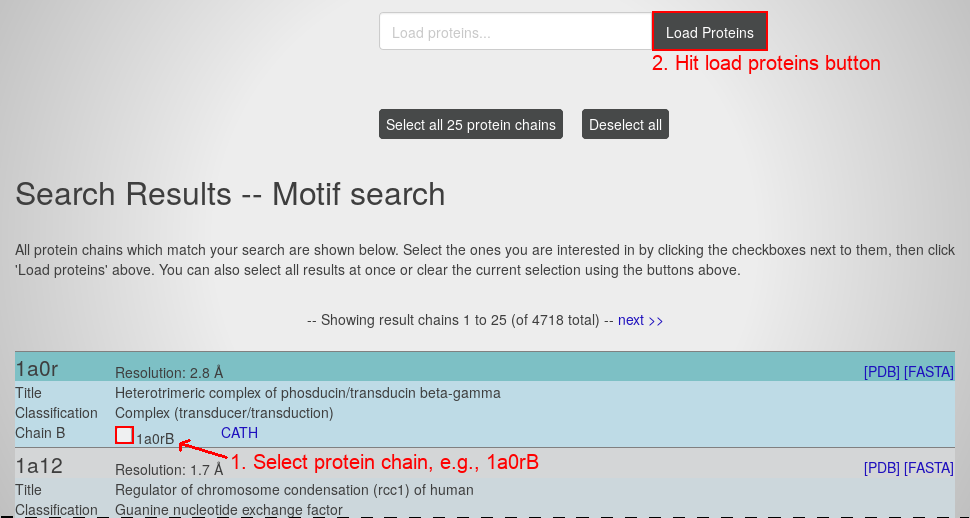 Load proteins... Load Proteins
2. Hit load proteins button
Select all 25 protein chains Deselect all
Search Results -- Motif search
All protein chains which match your search are shown below. Select the ones you are interested in by clicking the checkboxes next to them, then click
'Load proteins' above. You can also select all results at once or clear the current selection using the buttons above.
-- Showing result chains 1 to 25 (of 4718 total) -- next >>
1a0r Resolution: 2.8 Å [PDB] [FASTA]
Title Heterotrimeric complex of phosducin/transducin beta-gamma
Classification Complex (transducer/transduction)
Chain B 1a0rB CATH
1. Select protein chain, e.g., 1a0rB
1a12 Resolution: 1.7 Å [PDB] [FASTA]
Title Regulator of chromosome condensation (rcc1) of human
Classification Guanine nucleotide exchange factor